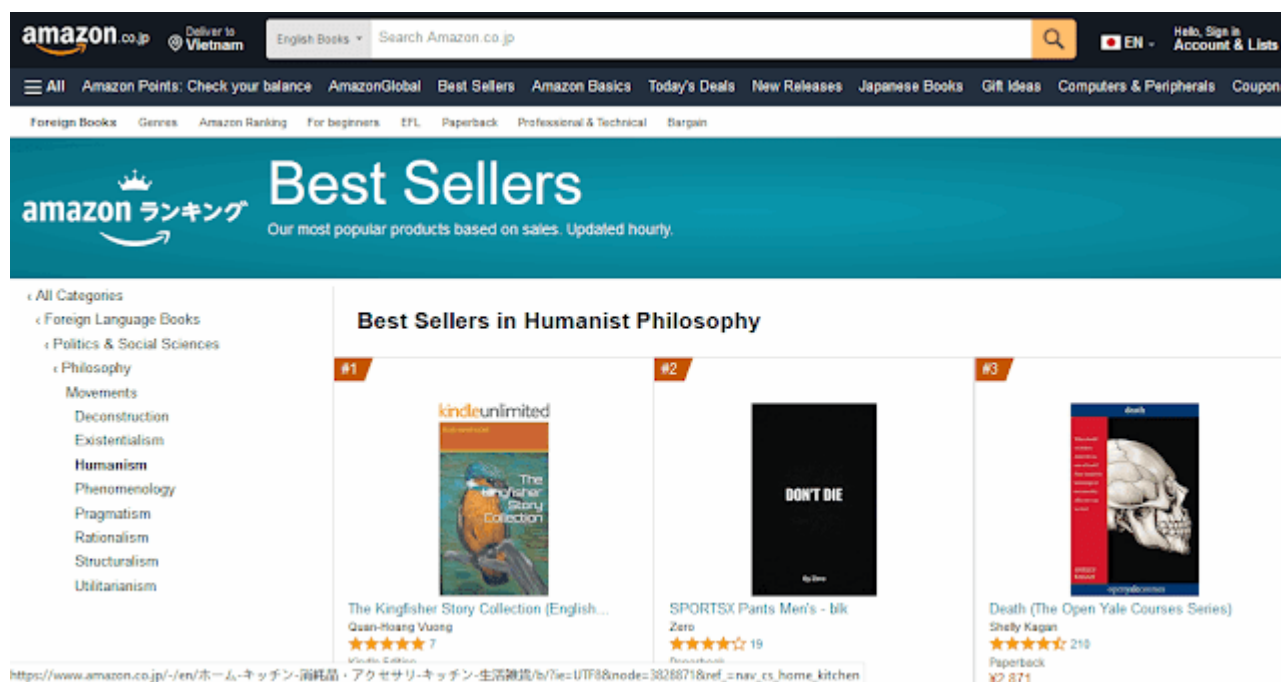 amazon.co.jp
Deliver to
Vietnam
English Books
Search Amazon.co.jp
EN
Hello, Sign in
Account & Lists
All Amazon Points: Check your balance AmazonGlobal Best Sellers Amazon Basics Today's Deals New Releases Japanese Books Gift Ideas Computers & Peripherals Coupon
Foreign Books Genres Amazon Ranking For beginners EFL Paperback Professional & Technical Bargain
amazon ランキング
Best Sellers
Our most popular products based on sales. Updated hourly.
‹ All Categories
‹ Foreign Language Books
‹ Politics & Social Sciences
‹ Philosophy
Movements
Deconstruction
Existentialism
Humanism
Phenomenology
Pragmatism
Rationalism
Structuralism
Utilitarianism
Best Sellers in Humanist Philosophy
#1
kindleunlimited
The
Kingfisher
Story
Collection
The Kingfisher Story Collection (English...
Quan-Hoang Vuong
7
Kindle Edition
#2
DON'T DIE
By Zero
SPORTSX Pants Men's - blk
Zero
19
Paperback
#3
death
openyalecourses
Death (The Open Yale Courses Series)
Shelly Kagan
210
Paperback
¥2,871
https://www.amazon.co.jp/-/en/ホーム-キッチン-消耗品・アクセサリ-キッチン-生活雑貨/b/?ie=UTF8&node=3828871&ref_=nav_cs_home_kitchen